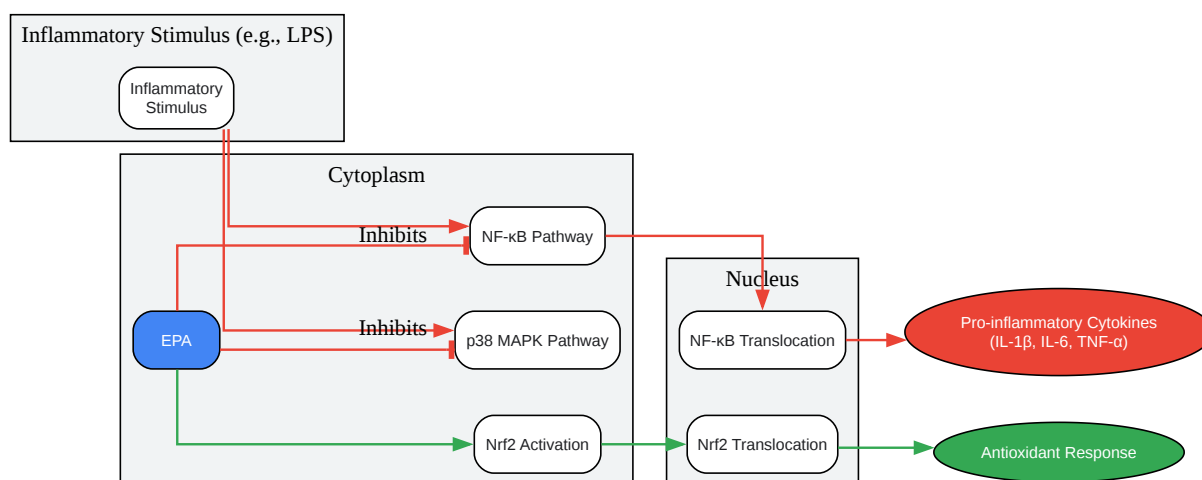 Inflammatory Stimulus (e.g., LPS)
Inflammatory
Stimulus
Cytoplasm
Inhibits
NF-κB Pathway
Nucleus
EPA
Inhibits
p38 MAPK Pathway
NF-κB Translocation
Pro-inflammatory Cytokines
(IL-1β, IL-6, TNF-α)
Nrf2 Activation
Nrf2 Translocation
Antioxidant Response